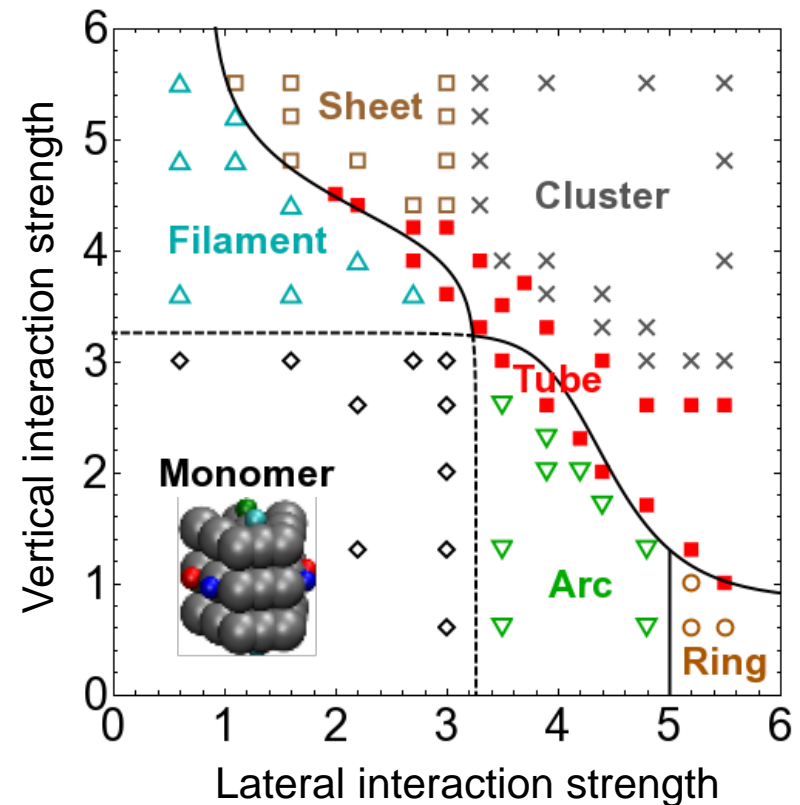 6
5
4
3
2
1
0
Vertical interaction strength
Sheet
Cluster
Filament
Tube
Monomer
Arc
Ring
0 1 2 3 4 5 6
Lateral interaction strength